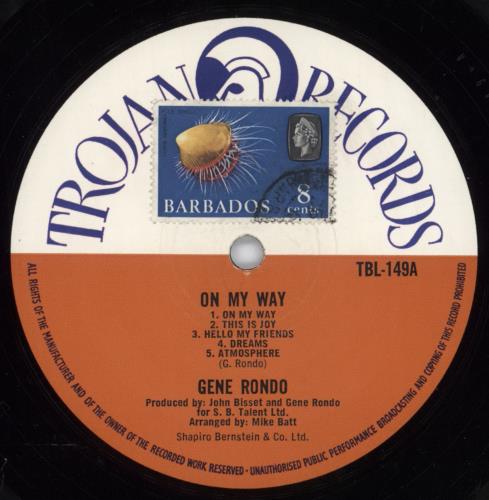 TROJAN RECORDS
BARBADOS
8
cents
TBL-149A
ON MY WAY
1. ON MY WAY
2. THIS IS JOY
3. HELLO MY FRIENDS
4. DREAMS
5. ATMOSPHERE
(G. Rondo)
GENE RONDO
Produced by: John Bisset and Gene Rondo
for S. B. Talent Ltd.
Arranged by: Mike Batt
Shapiro Bernstein & Co. Ltd.
ALL RIGHTS OF THE MANUFACTURER AND OF THE OWNER OF THE RECORDED WORK RESERVED - UNAUTHORISED PUBLIC PERFORMANCE BROADCASTING AND COPYING OF THIS RECORD PROHIBITED